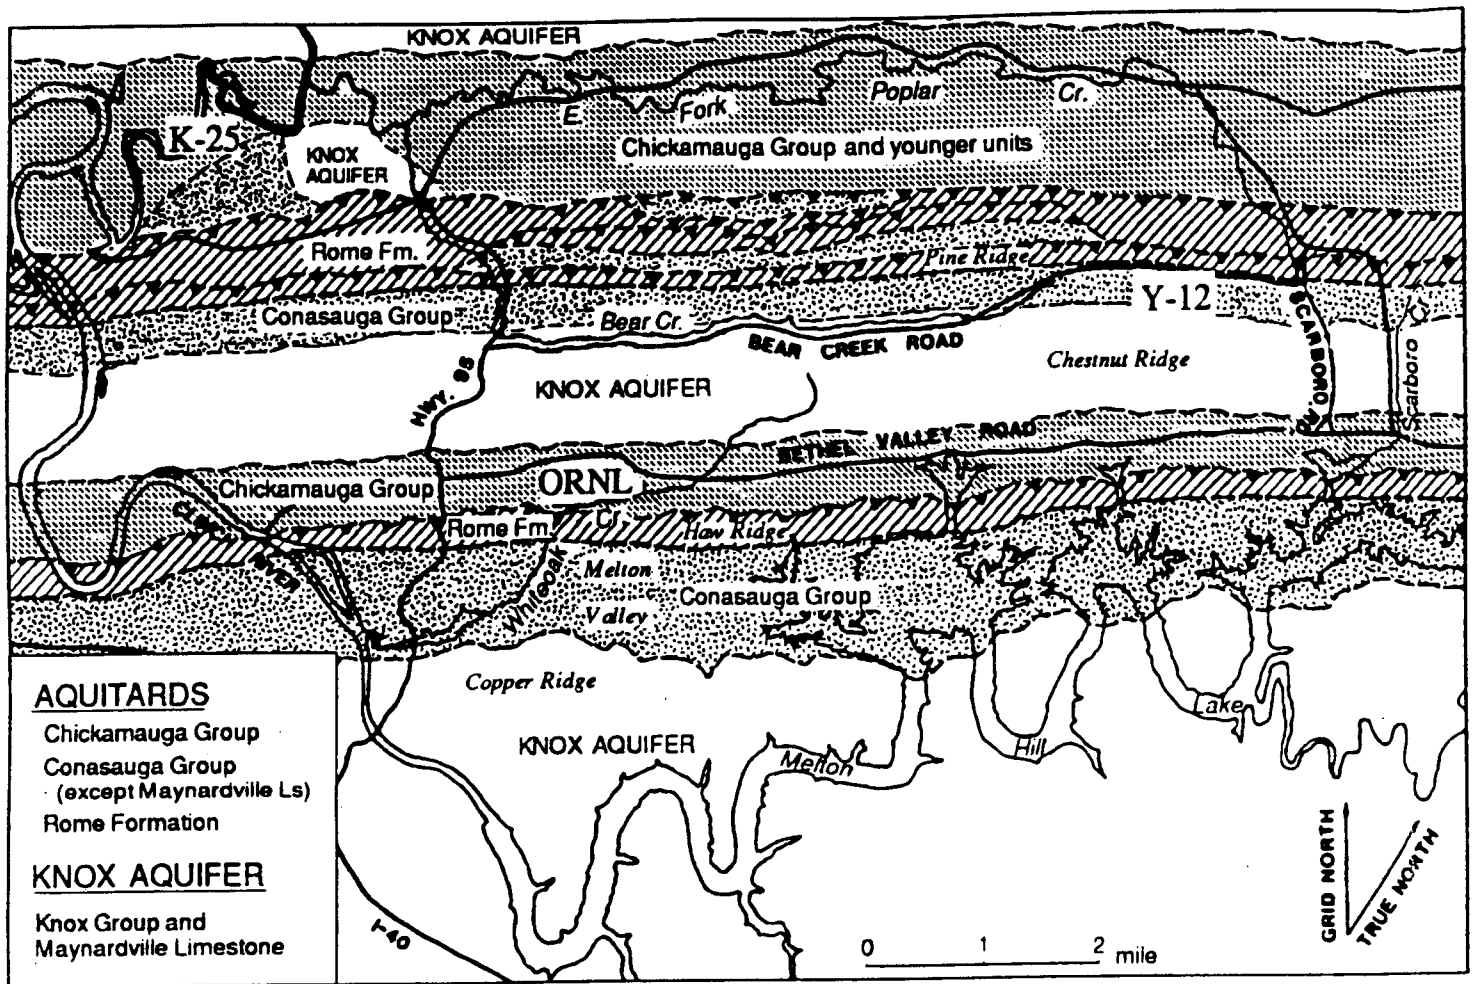 KNOX AQUIFER
E. Fork Poplar Cr.
K-25
KNOX
AQUIFER
Chickamauga Group and younger units
Rome Fm.
Pine Ridge
Conasauga Group
Bear Cr.
Y-12
BEAR CREEK ROAD
SCARBORO RD.
Scarboro Cr.
Chestnut Ridge
KNOX AQUIFER
HWY. 95
BETHEL VALLEY ROAD
Chickamauga Group
ORNL
CLINCH RIVER
Rome Fm.
Whiteoak Cr.
Haw Ridge
Melton
Valley
Conasauga Group
Copper Ridge
KNOX AQUIFER
Melton Hill Lake
AQUITARDS
Chickamauga Group
Conasauga Group
(except Maynardville Ls)
Rome Formation
KNOX AQUIFER
Knox Group and
Maynardville Limestone
I-40
0 1 2 mile
GRID NORTH
TRUE NORTH